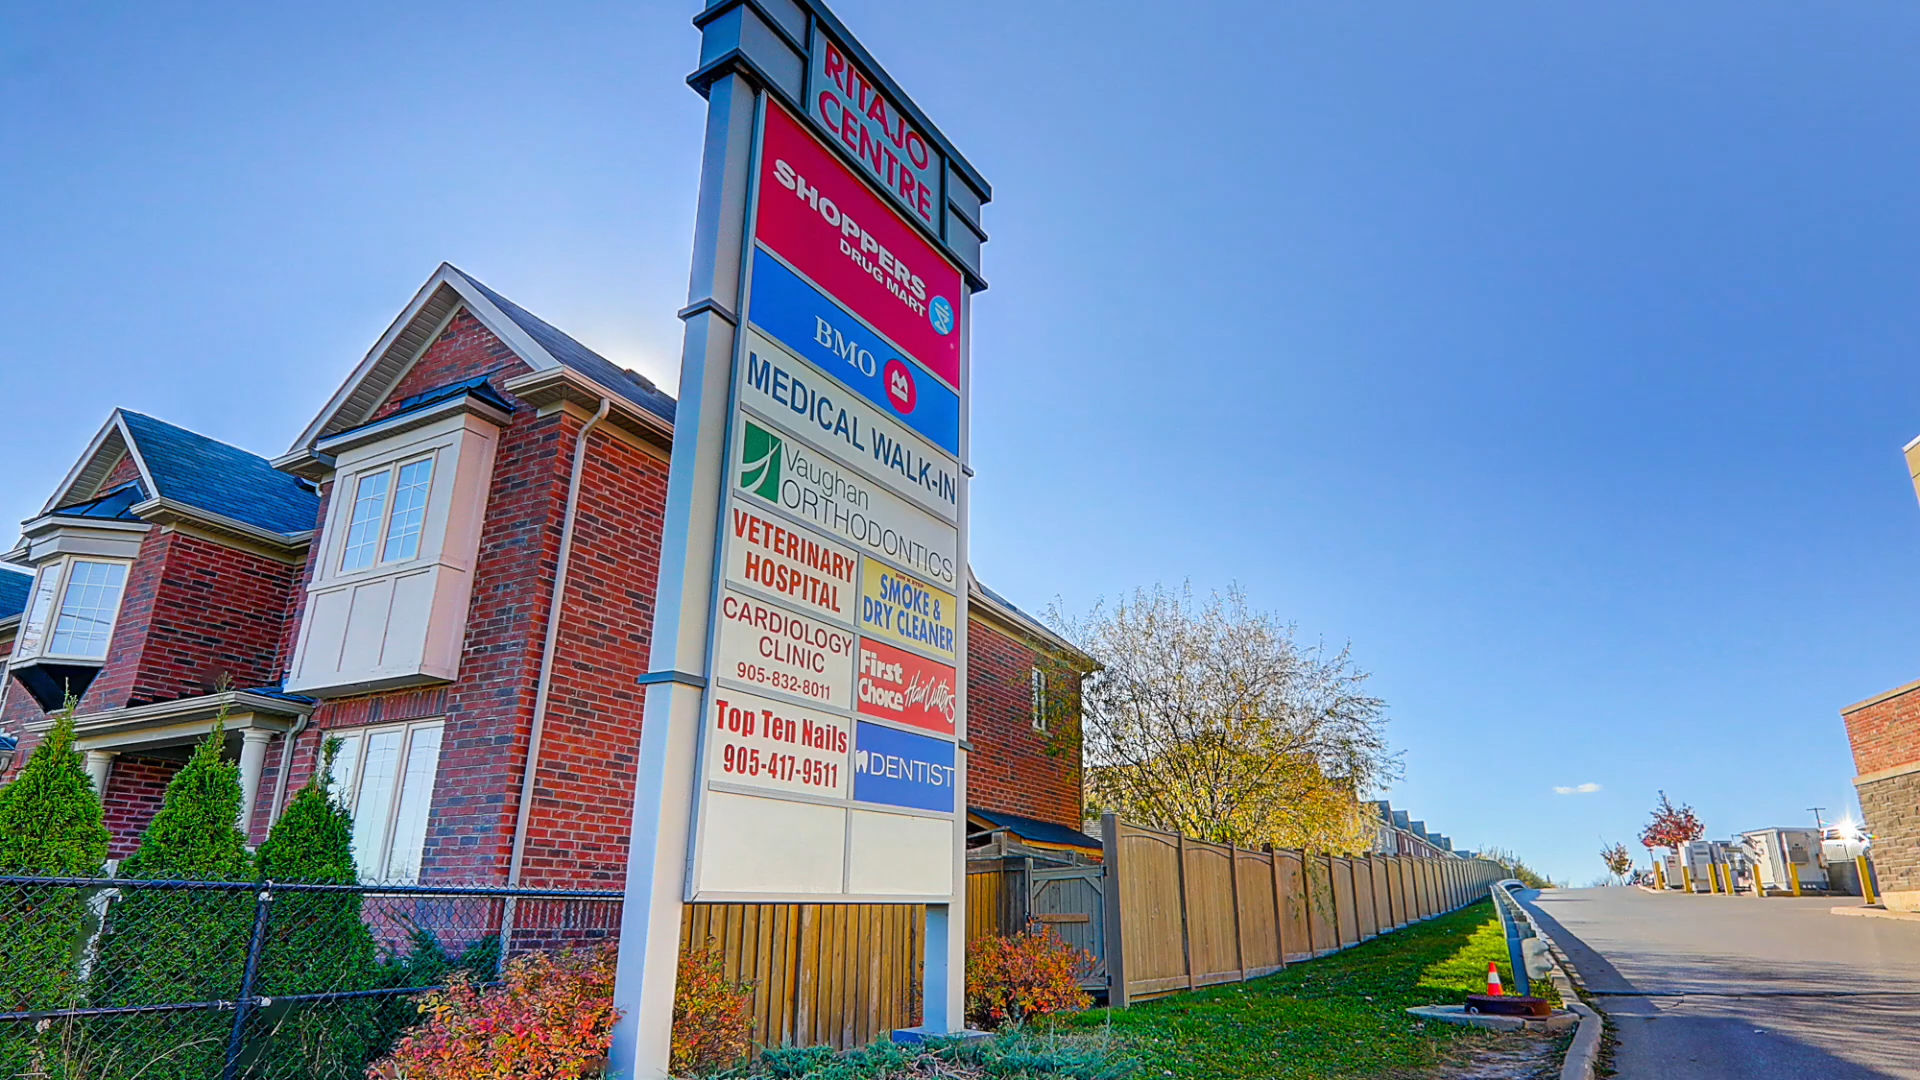 RITAJO
CENTRE
SHOPPERS
DRUG MART
BMO
MEDICAL WALK-IN
Vaughan
ORTHODONTICS
VETERINARY
HOSPITAL
SMOKE &
DRY CLEANER
CARDIOLOGY
CLINIC
905-832-8011
First
Choice HairCutters
Top Ten Nails
905-417-9511
DENTIST